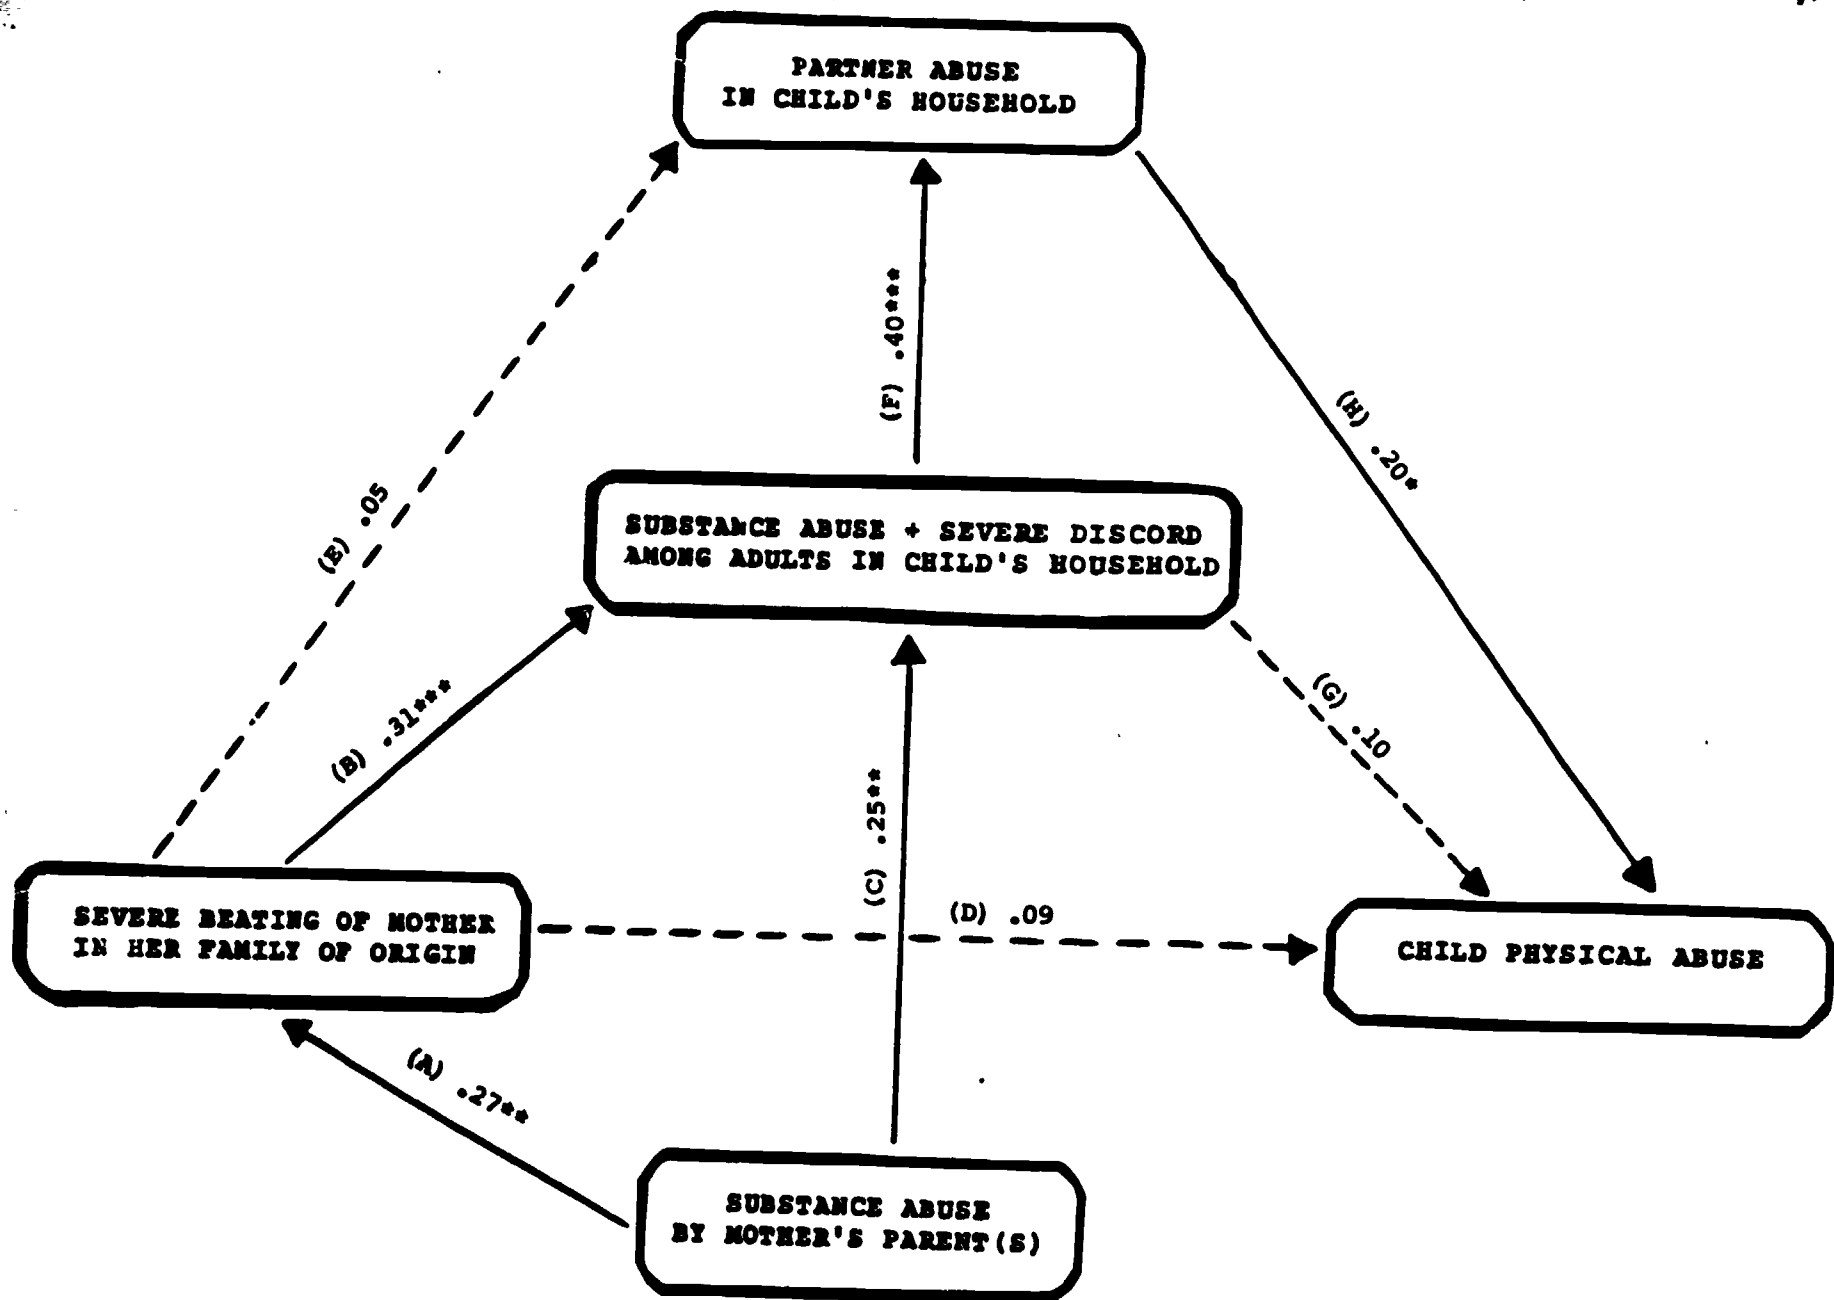 PARTNER ABUSE
IN CHILD'S HOUSEHOLD
(F) .40***
(H) .20*
(E) .05
SUBSTANCE ABUSE + SEVERE DISCORD
AMONG ADULTS IN CHILD'S HOUSEHOLD
(B) .31***
(G) .10
(C) .25**
SEVERE BEATING OF MOTHER
IN HER FAMILY OF ORIGIN
(D) .09
CHILD PHYSICAL ABUSE
(A) .27**
SUBSTANCE ABUSE
BY MOTHER'S PARENT(S)